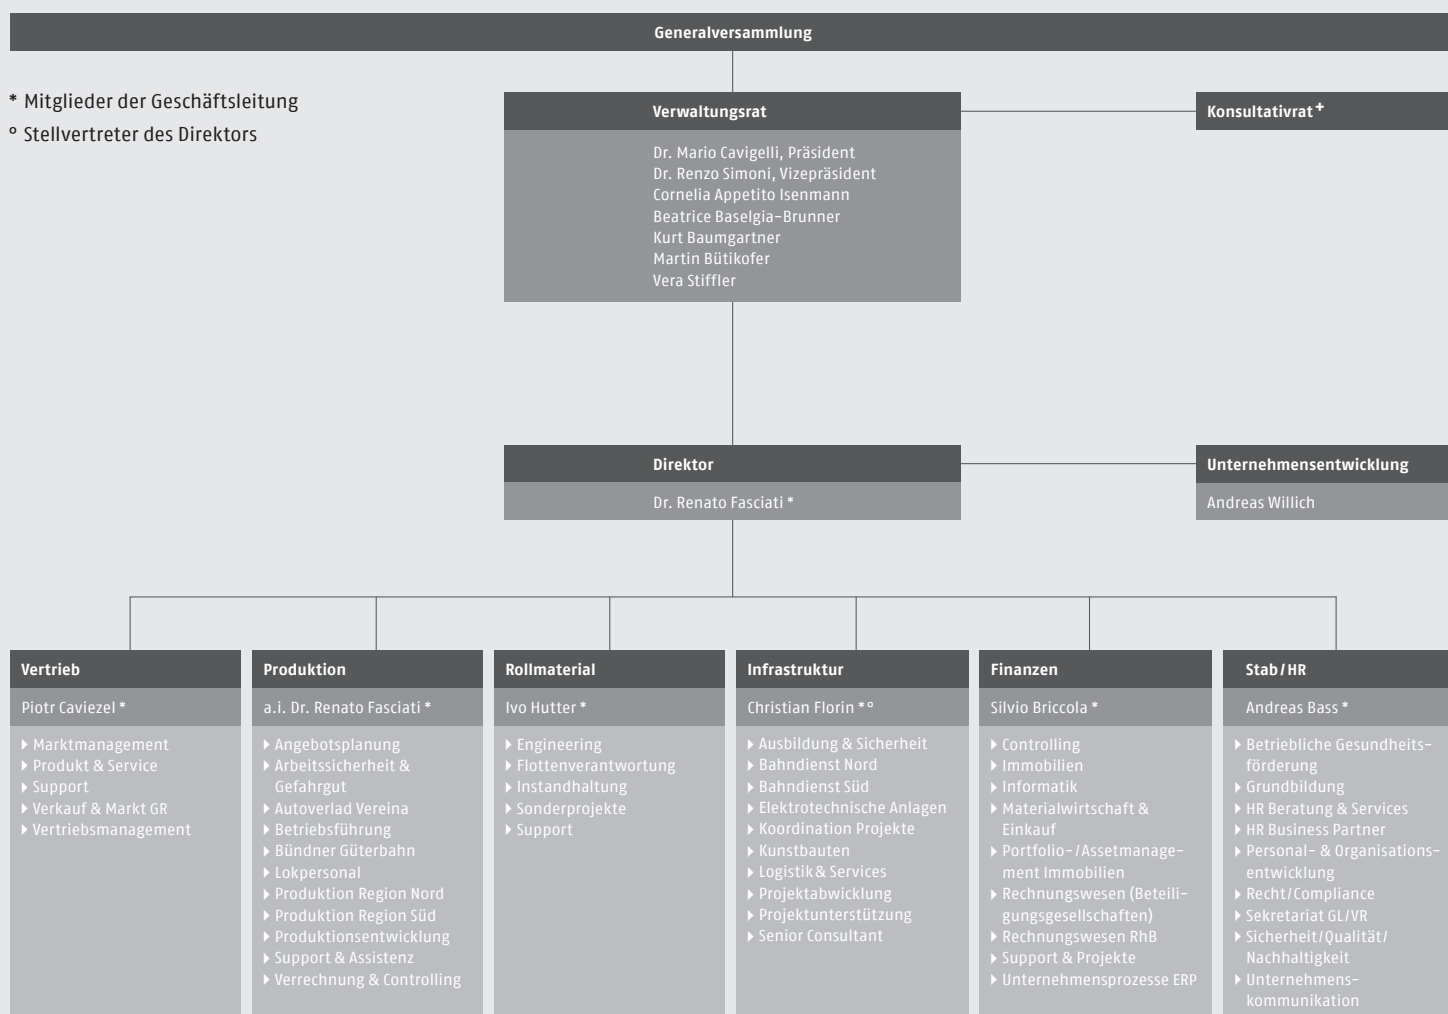 Generalversammlung
* Mitglieder der Geschäftsleitung
° Stellvertreter des Direktors
Verwaltungsrat
Dr. Mario Cavigelli, Präsident
Dr. Renzo Simoni, Vizepräsident
Cornelia Appetito Isenmann
Beatrice Baselgia-Brunner
Kurt Baumgartner
Martin Bütikofer
Vera Stiffler
Konsultativrat +
Direktor
Dr. Renato Fasciati *
Unternehmensentwicklung
Andreas Willich
Vertrieb
Piotr Caviezel *
Marktmanagement
Produkt & Service
Support
Verkauf & Markt GR
Vertriebsmanagement
Produktion
a.i. Dr. Renato Fasciati *
Angebotsplanung
Arbeitssicherheit &
Gefahrgut
Autoverlad Vereina
Betriebsführung
Bündner Güterbahn
Lokpersonal
Produktion Region Nord
Produktion Region Süd
Produktionsentwicklung
Support & Assistenz
Verrechnung & Controlling
Rollmaterial
Ivo Hutter *
Engineering
Flottenverantwortung
Instandhaltung
Sonderprojekte
Support
Infrastruktur
Christian Florin *°
Ausbildung & Sicherheit
Bahndienst Nord
Bahndienst Süd
Elektrotechnische Anlagen
Koordination Projekte
Kunstbauten
Logistik & Services
Projektabwicklung
Projektunterstützung
Senior Consultant
Finanzen
Silvio Briccola *
Controlling
Immobilien
Informatik
Materialwirtschaft &
Einkauf
Portfolio-/Assetmanage-
ment Immobilien
Rechnungswesen (Beteili-
gungsgesellschaften)
Rechnungswesen RhB
Support & Projekte
Unternehmensprozesse ERP
Stab/HR
Andreas Bass *
Betriebliche Gesundheits-
förderung
Grundbildung
HR Beratung & Services
HR Business Partner
Personal- & Organisations-
entwicklung
Recht/Compliance
Sekretariat GL/VR
Sicherheit/Qualität/
Nachhaltigkeit
Unternehmens-
kommunikation